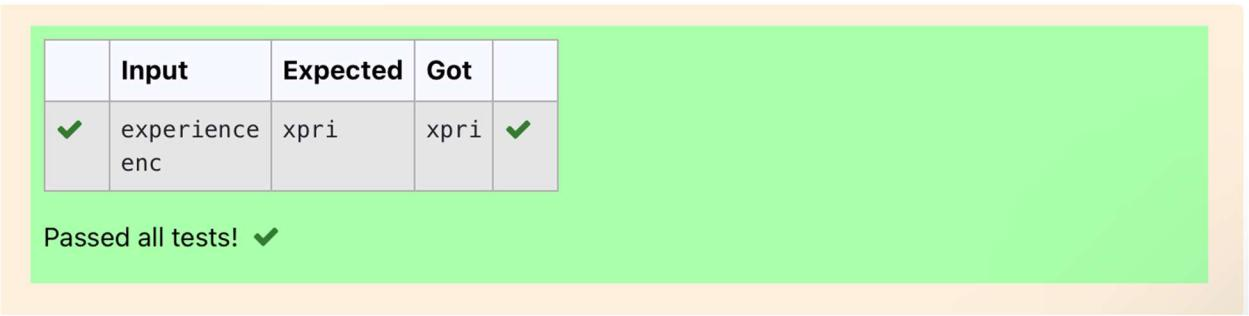 Input Expected Got
experience xpri xpri
enc
Passed all tests!